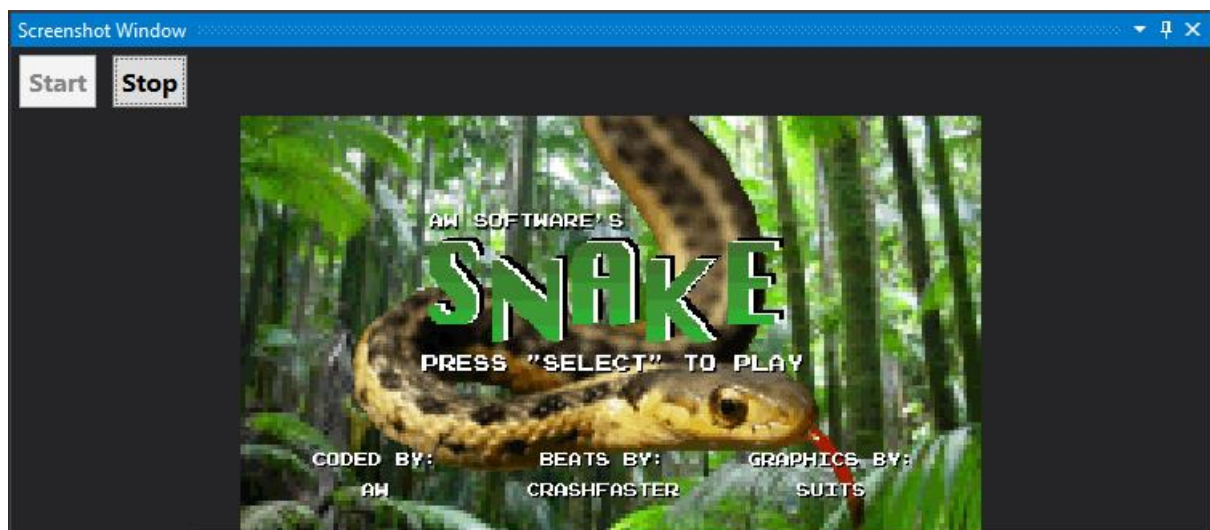 Screenshot Window
Start Stop
AW SOFTWARE'S
SNAKE
PRESS "SELECT" TO PLAY
CODED BY: BEATS BY: GRAPHICS BY:
AW CRASHFASTER SUITS